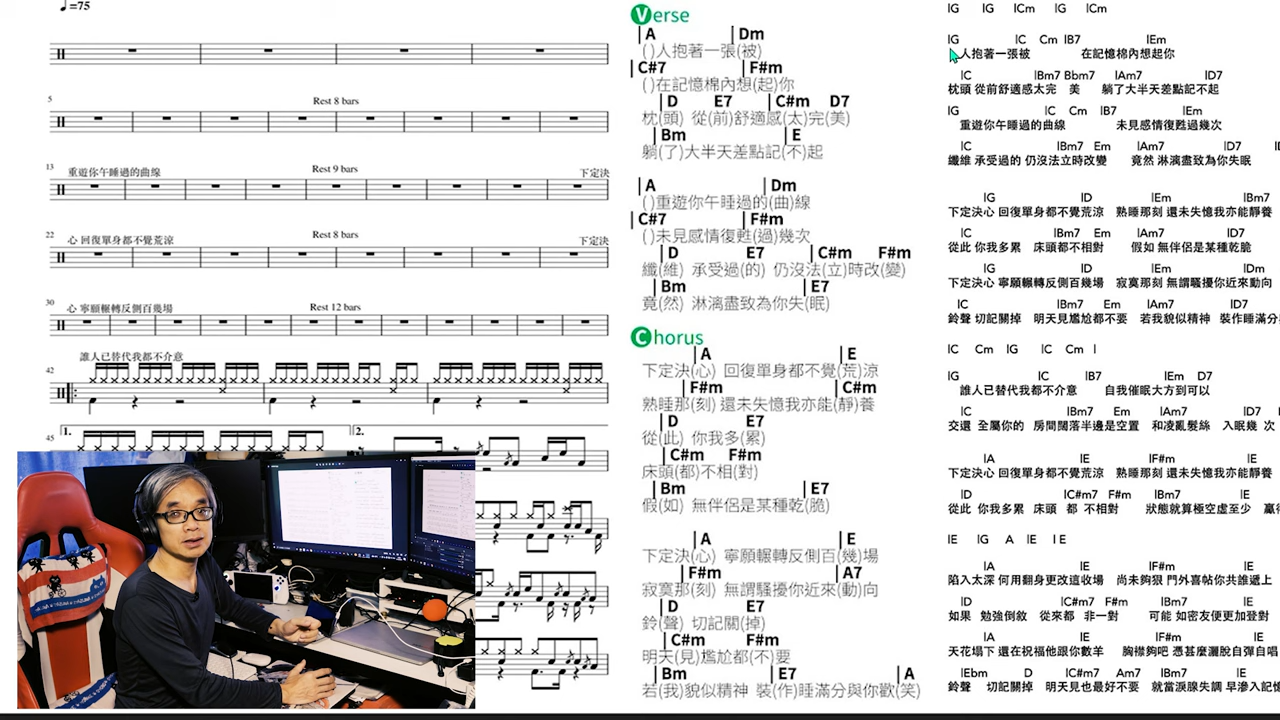 ♩=75
5
Rest 8 bars
13
重遊你午睡過的曲線
Rest 9 bars
下定決
22
心 回復單身都不覺荒涼
Rest 8 bars
下定決
30
心 寧願輾轉反側百幾場
Rest 12 bars
誰人已替代我都不介意
42
45
1.
2.
Verse
|A |Dm
( )人抱著一張(被)
|C#7 |F#m
( )在記憶棉內想(起)你
|D E7 |C#m D7
枕(頭) 從(前)舒適感(太)完(美)
|Bm |E
躺(了)大半天差點記(不)起
|A |Dm
( )重遊你午睡過的(曲)線
|C#7 |F#m
( )未見感情復甦(過)幾次
|D E7 |C#m F#m
纖(維) 承受過(的) 仍沒法(立)時改(變)
|Bm |E7
竟(然) 淋漓盡致為你失(眠)
Chorus
|A |E
下定決(心) 回復單身都不覺(荒)涼
|F#m |C#m
熟睡那(刻) 還未失憶我亦能(靜)養
|D E7
從(此) 你我多(累)
|C#m F#m
床頭(都)不相(對)
|Bm |E7
假(如) 無伴侶是某種乾(脆)
|A |E
下定決(心) 寧願輾轉反側百(幾)場
|F#m |A7
寂寞那(刻) 無謂騷擾你近來(動)向
|D E7
鈴(聲) 切記關(掉)
|C#m F#m
明天(見)尷尬都(不)要
|Bm |E7 |A
若(我)貌似精神 裝(作)睡滿分與你歡(笑)
|G |G |Cm |G |Cm
|G |C Cm |B7 |Em
人抱著一張被 在記憶棉內想起你
|C |Bm7 Bbm7 |Am7 |D7
枕頭 從前舒適感太完 美 躺了大半天差點記不起
|G |C Cm |B7 |Em
重遊你午睡過的曲線 未見感情復甦過幾次
|C |Bm7 Em |Am7 |D7
纖維 承受過的 仍沒法立時改變 竟然 淋漓盡致為你失眠
|G |D |Em |Bm7
下定決心 回復單身都不覺荒涼 熟睡那刻 還未失憶我亦能靜養
|C |Bm7 Em |Am7 |D7
從此 你我多累 床頭都不相對 假如 無伴侶是某種乾脆
|G |D |Em |Dm
下定決心 寧願輾轉反側百幾場 寂寞那刻 無謂騷擾你近來動向
|C |Bm7 Em |Am7 |D7
鈴聲 切記關掉 明天見尷尬都不要 若我貌似精神 裝作睡滿分
|C Cm |G |C Cm |
|G |C |B7 |Em D7
誰人已替代我都不介意 自我催眠大方到可以
|C |Bm7 Em |Am7 |D7
交還 全屬你的 房間闊落半邊是空置 和凌亂髮絲 入眠幾 次
|A |E |F#m |E
下定決心 回復單身都不覺荒涼 熟睡那刻 還未失憶我亦能靜養
|D |C#m7 F#m |Bm7 |E
從此 你我多累 床頭 都 不相對 狀態就算極空虛至少
|E |G A |E |E
|A |E |F#m |E
陷入太深 何用翻身更改這收場 尚未夠狠 門外喜帖你共誰遞上
|D |C#m7 F#m |Bm7 |E
如果 勉強倒敘 從來都 非一對 可能 如密友便更加登對
|A |E |F#m |E
天花塌下 還在祝福他跟你數羊 胸襟夠吧 憑甚麼灑脫自彈自唱
|Ebm D |C#m7 Am7 |Bm7 |E
鈴聲 切記關掉 明天見也最好不要 就當淚腺失調 早滲入記憶